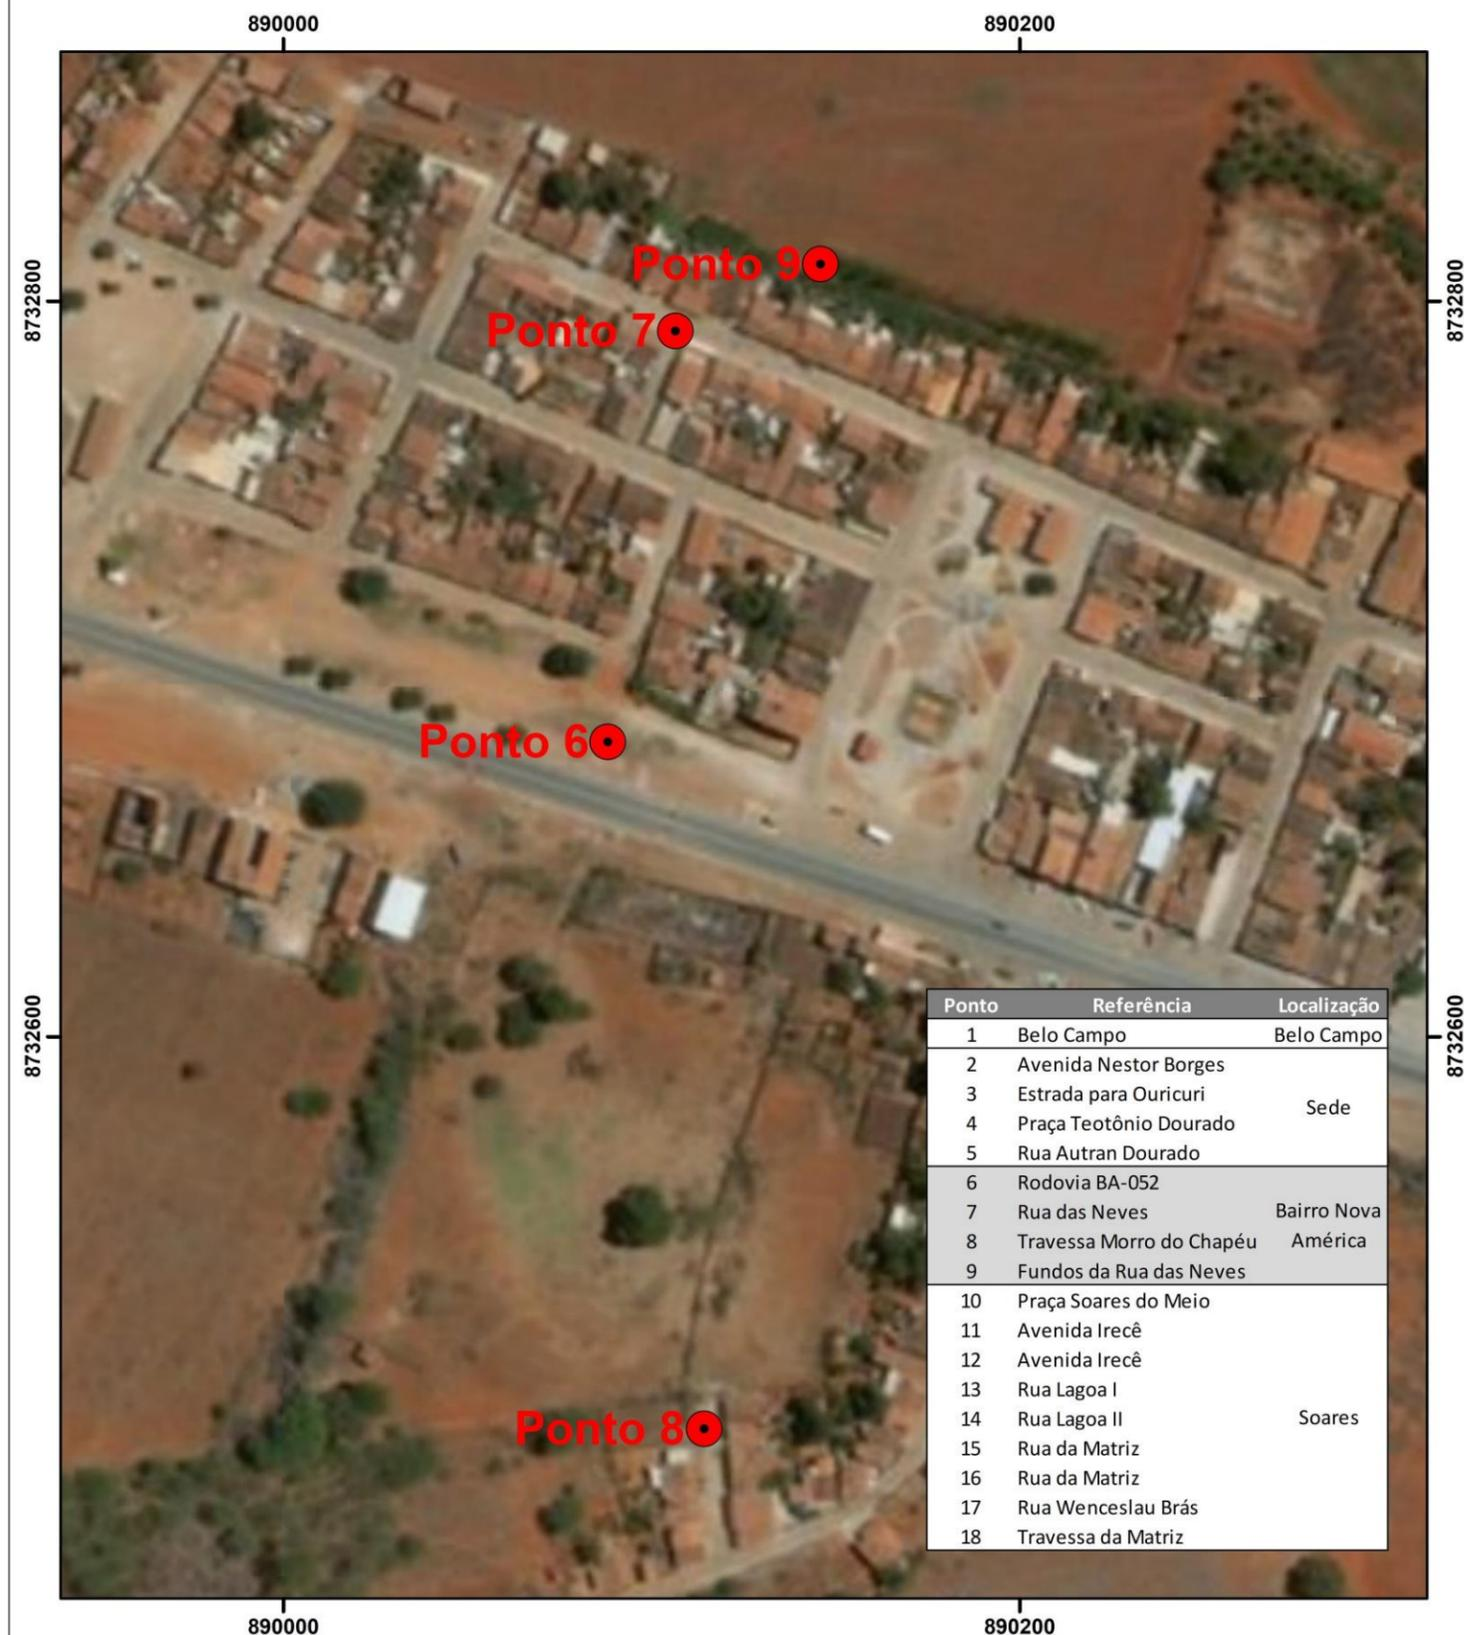 890000 890200
8732800 8732800
Ponto 9
Ponto 7
Ponto 6
8732600 8732600
Ponto Referência Localização
1 Belo Campo Belo Campo
2 Avenida Nestor Borges
3 Estrada para Ouricuri
Sede
4 Praça Teotônio Dourado
5 Rua Autran Dourado
6 Rodovia BA-052
7 Rua das Neves Bairro Nova
8 Travessa Morro do Chapéu América
9 Fundos da Rua das Neves
10 Praça Soares do Meio
11 Avenida Irecê
12 Avenida Irecê
13 Rua Lagoa I
14 Rua Lagoa II Soares
15 Rua da Matriz
16 Rua da Matriz
17 Rua Wenceslau Brás
18 Travessa da Matriz
Ponto 8
890000 890200